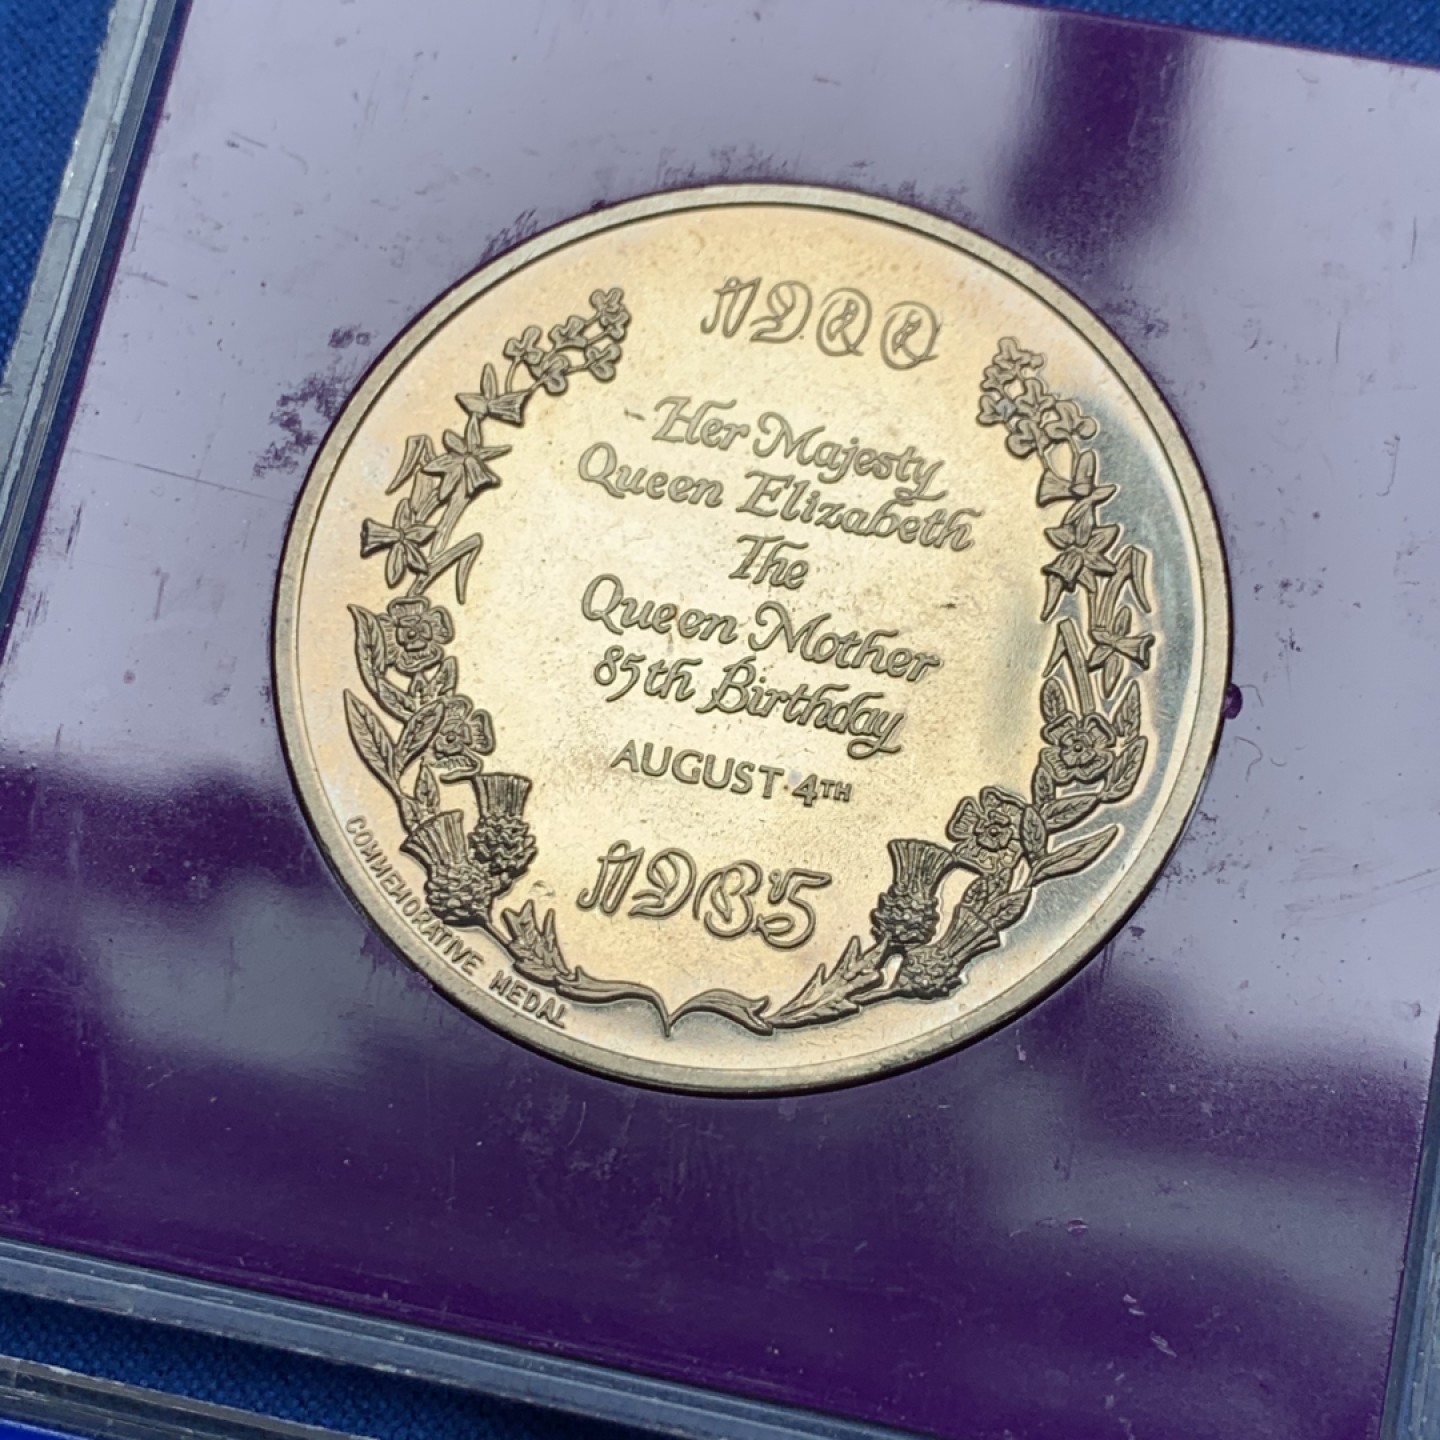 1900
Her Majesty
Queen Elizabeth
The
Queen Mother
85th Birthday
AUGUST·4TH
1985
COMMEMORATIVE MEDAL